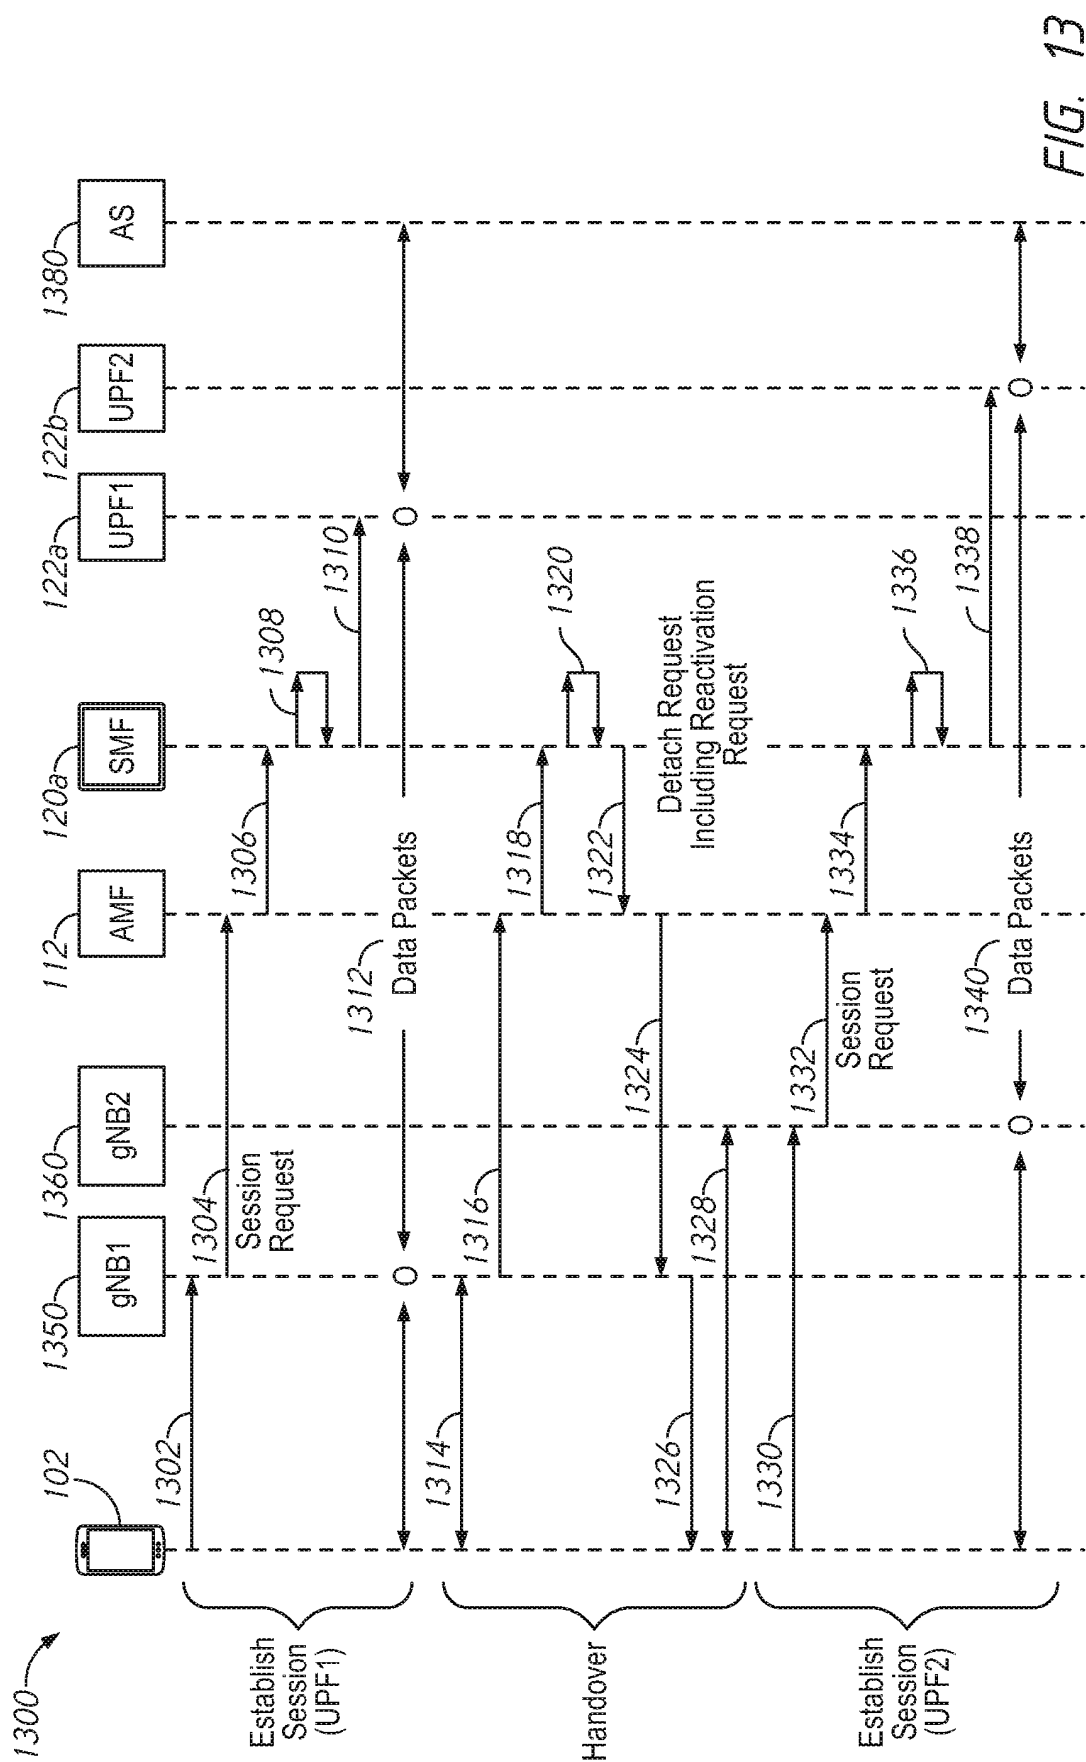 1300
102
1350
gNB1
1360
gNB2
112
AMF
120a
SMF
122a
UPF1
122b
UPF2
1380
AS
Establish
Session
(UPF1)
1302
1304
Session
Request
1306
1308
1310
1312
Data Packets
Handover
1314
1316
1318
1320
1322
Detach Request
Including Reactivation
Request
1324
1326
1328
Establish
Session
(UPF2)
1330
1332
Session
Request
1334
1336
1338
1340
Data Packets
FIG. 13